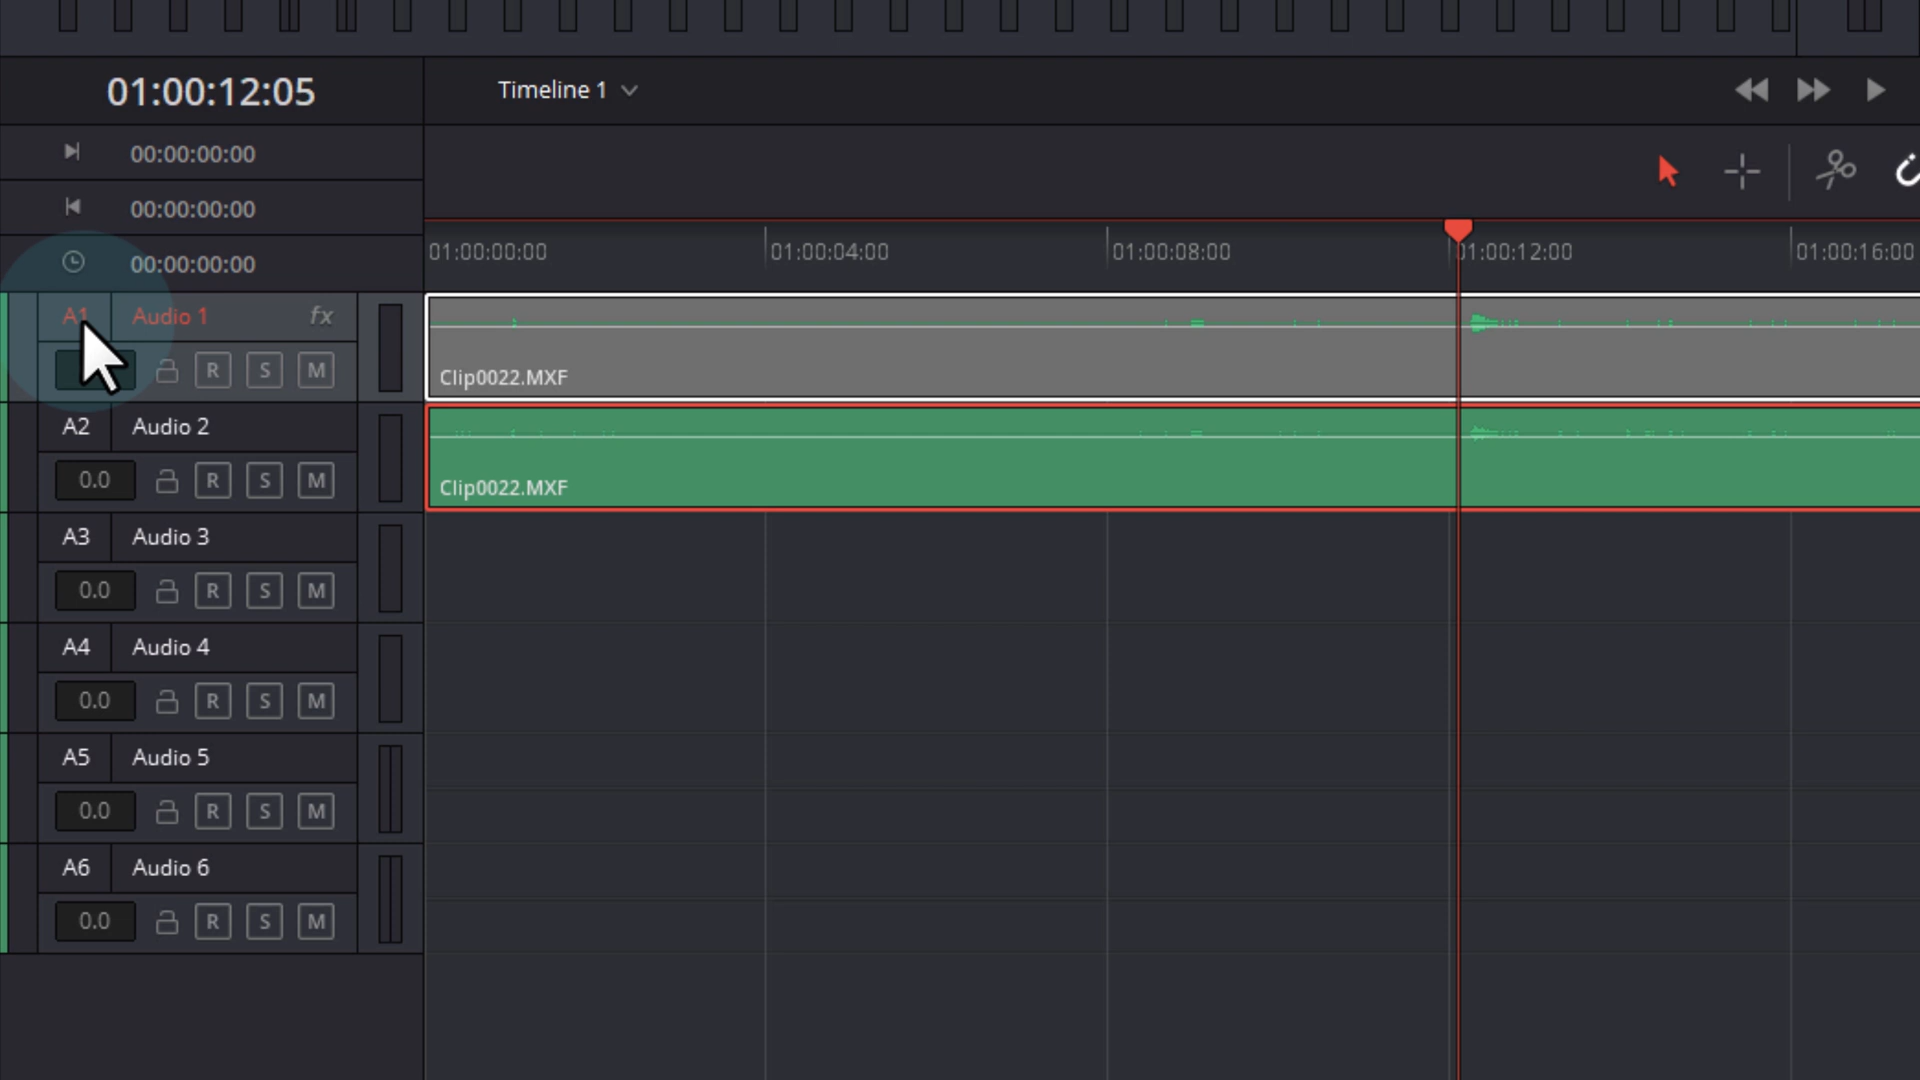 01:00:12:05
Timeline 1
00:00:00:00
00:00:00:00
00:00:00:00
01:00:00:00 01:00:04:00 01:00:08:00 01:00:12:00 01:00:16:00
A1 Audio 1 fx
R S M
Clip0022.MXF
A2 Audio 2
0.0 R S M
Clip0022.MXF
A3 Audio 3
0.0 R S M
A4 Audio 4
0.0 R S M
A5 Audio 5
0.0 R S M
A6 Audio 6
0.0 R S M